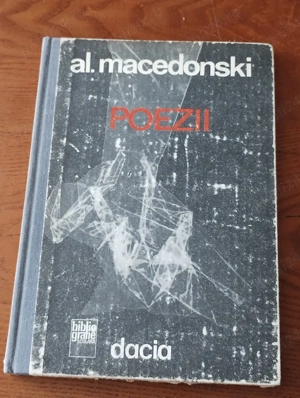 al. macedonski
POEZII
biblio
grafie
dacia